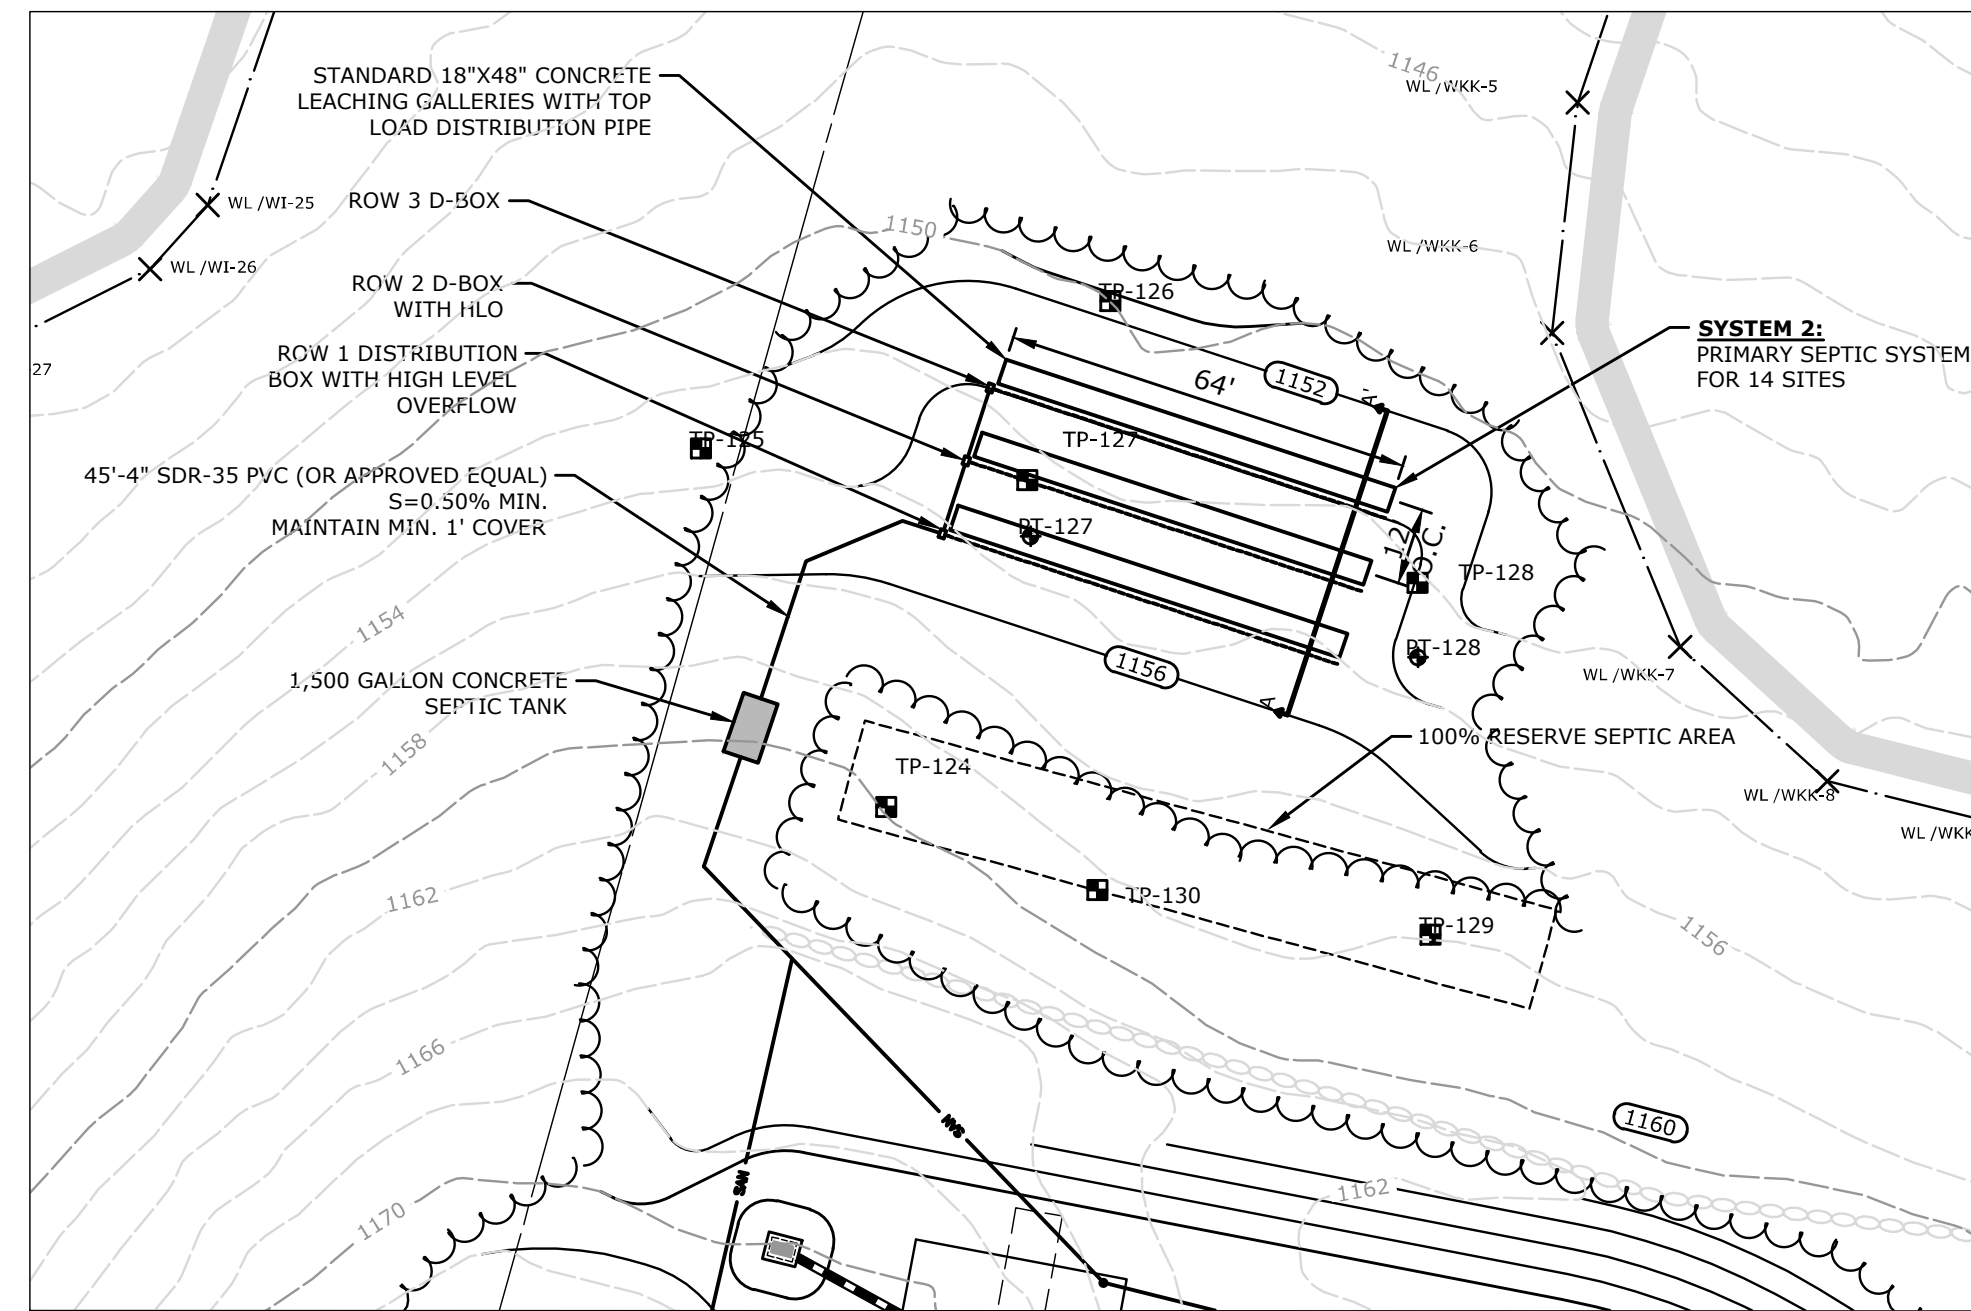 STANDARD 18"X48" CONCRETE
LEACHING GALLERIES WITH TOP
LOAD DISTRIBUTION PIPE
1146
WL /WKK-5
WL /WI-25
ROW 3 D-BOX
1150
WL /WKK-6
WL /WI-26
ROW 2 D-BOX
WITH HLO
TP-126
SYSTEM 2:
PRIMARY SEPTIC SYSTEM
FOR 14 SITES
ROW 1 DISTRIBUTION
BOX WITH HIGH LEVEL
OVERFLOW
27
64'
1152
A'
TP-125
TP-127
45'-4" SDR-35 PVC (OR APPROVED EQUAL)
S=0.50% MIN.
MAINTAIN MIN. 1' COVER
PT-127
12'
O.C.
TP-128
1154
PT-128
1156
WL /WKK-7
1,500 GALLON CONCRETE
SEPTIC TANK
A
1158
100% RESERVE SEPTIC AREA
TP-124
WL /WKK-8
WL /WKK
1162
TP-130
TP-129
1156
1166
SAN
1160
SAN
1162
1170